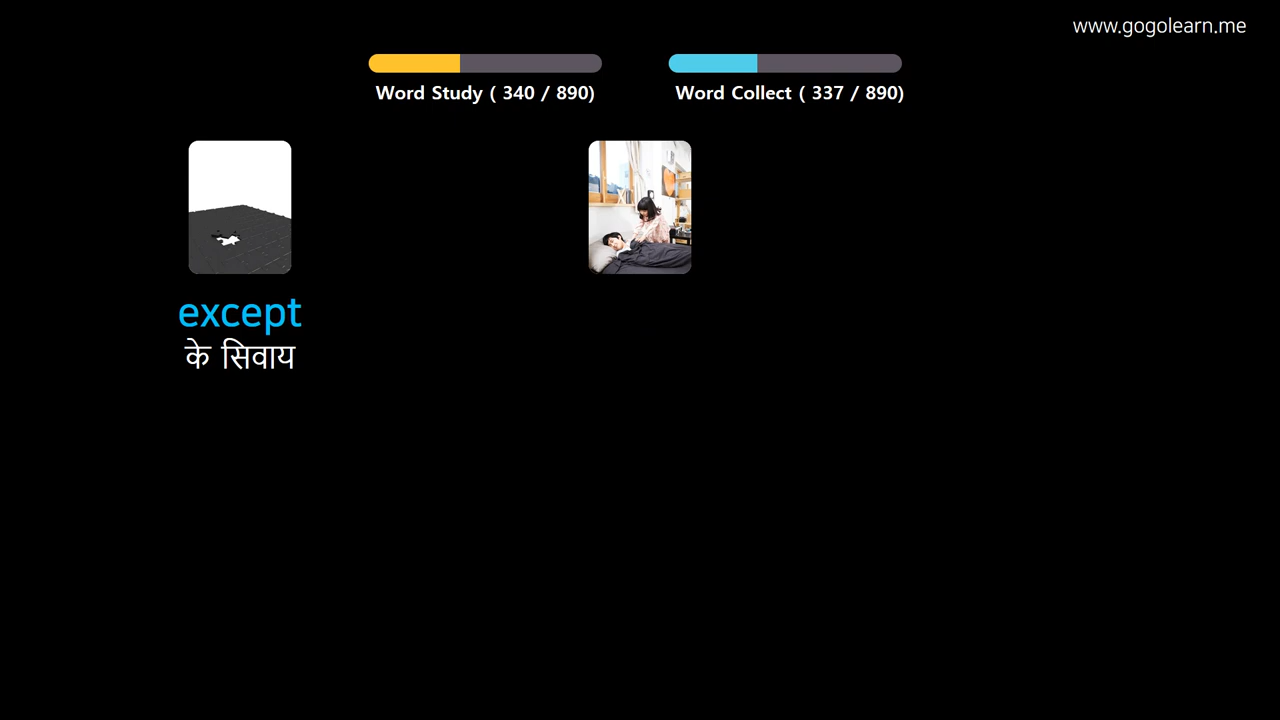 www.gogolearn.me
Word Study ( 340 / 890)
Word Collect ( 337 / 890)
except
के सिवाय